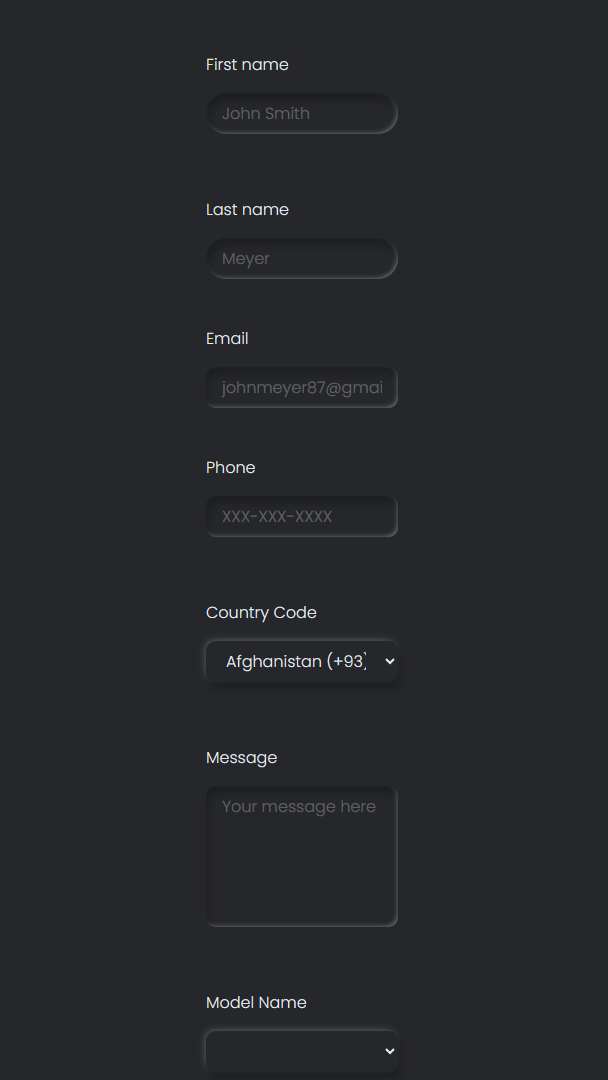 First name
John Smith
Last name
Meyer
Email
johnmeyer87@gmai
Phone
XXX-XXX-XXXX
Country Code
Afghanistan (+93)
Message
Your message here
Model Name